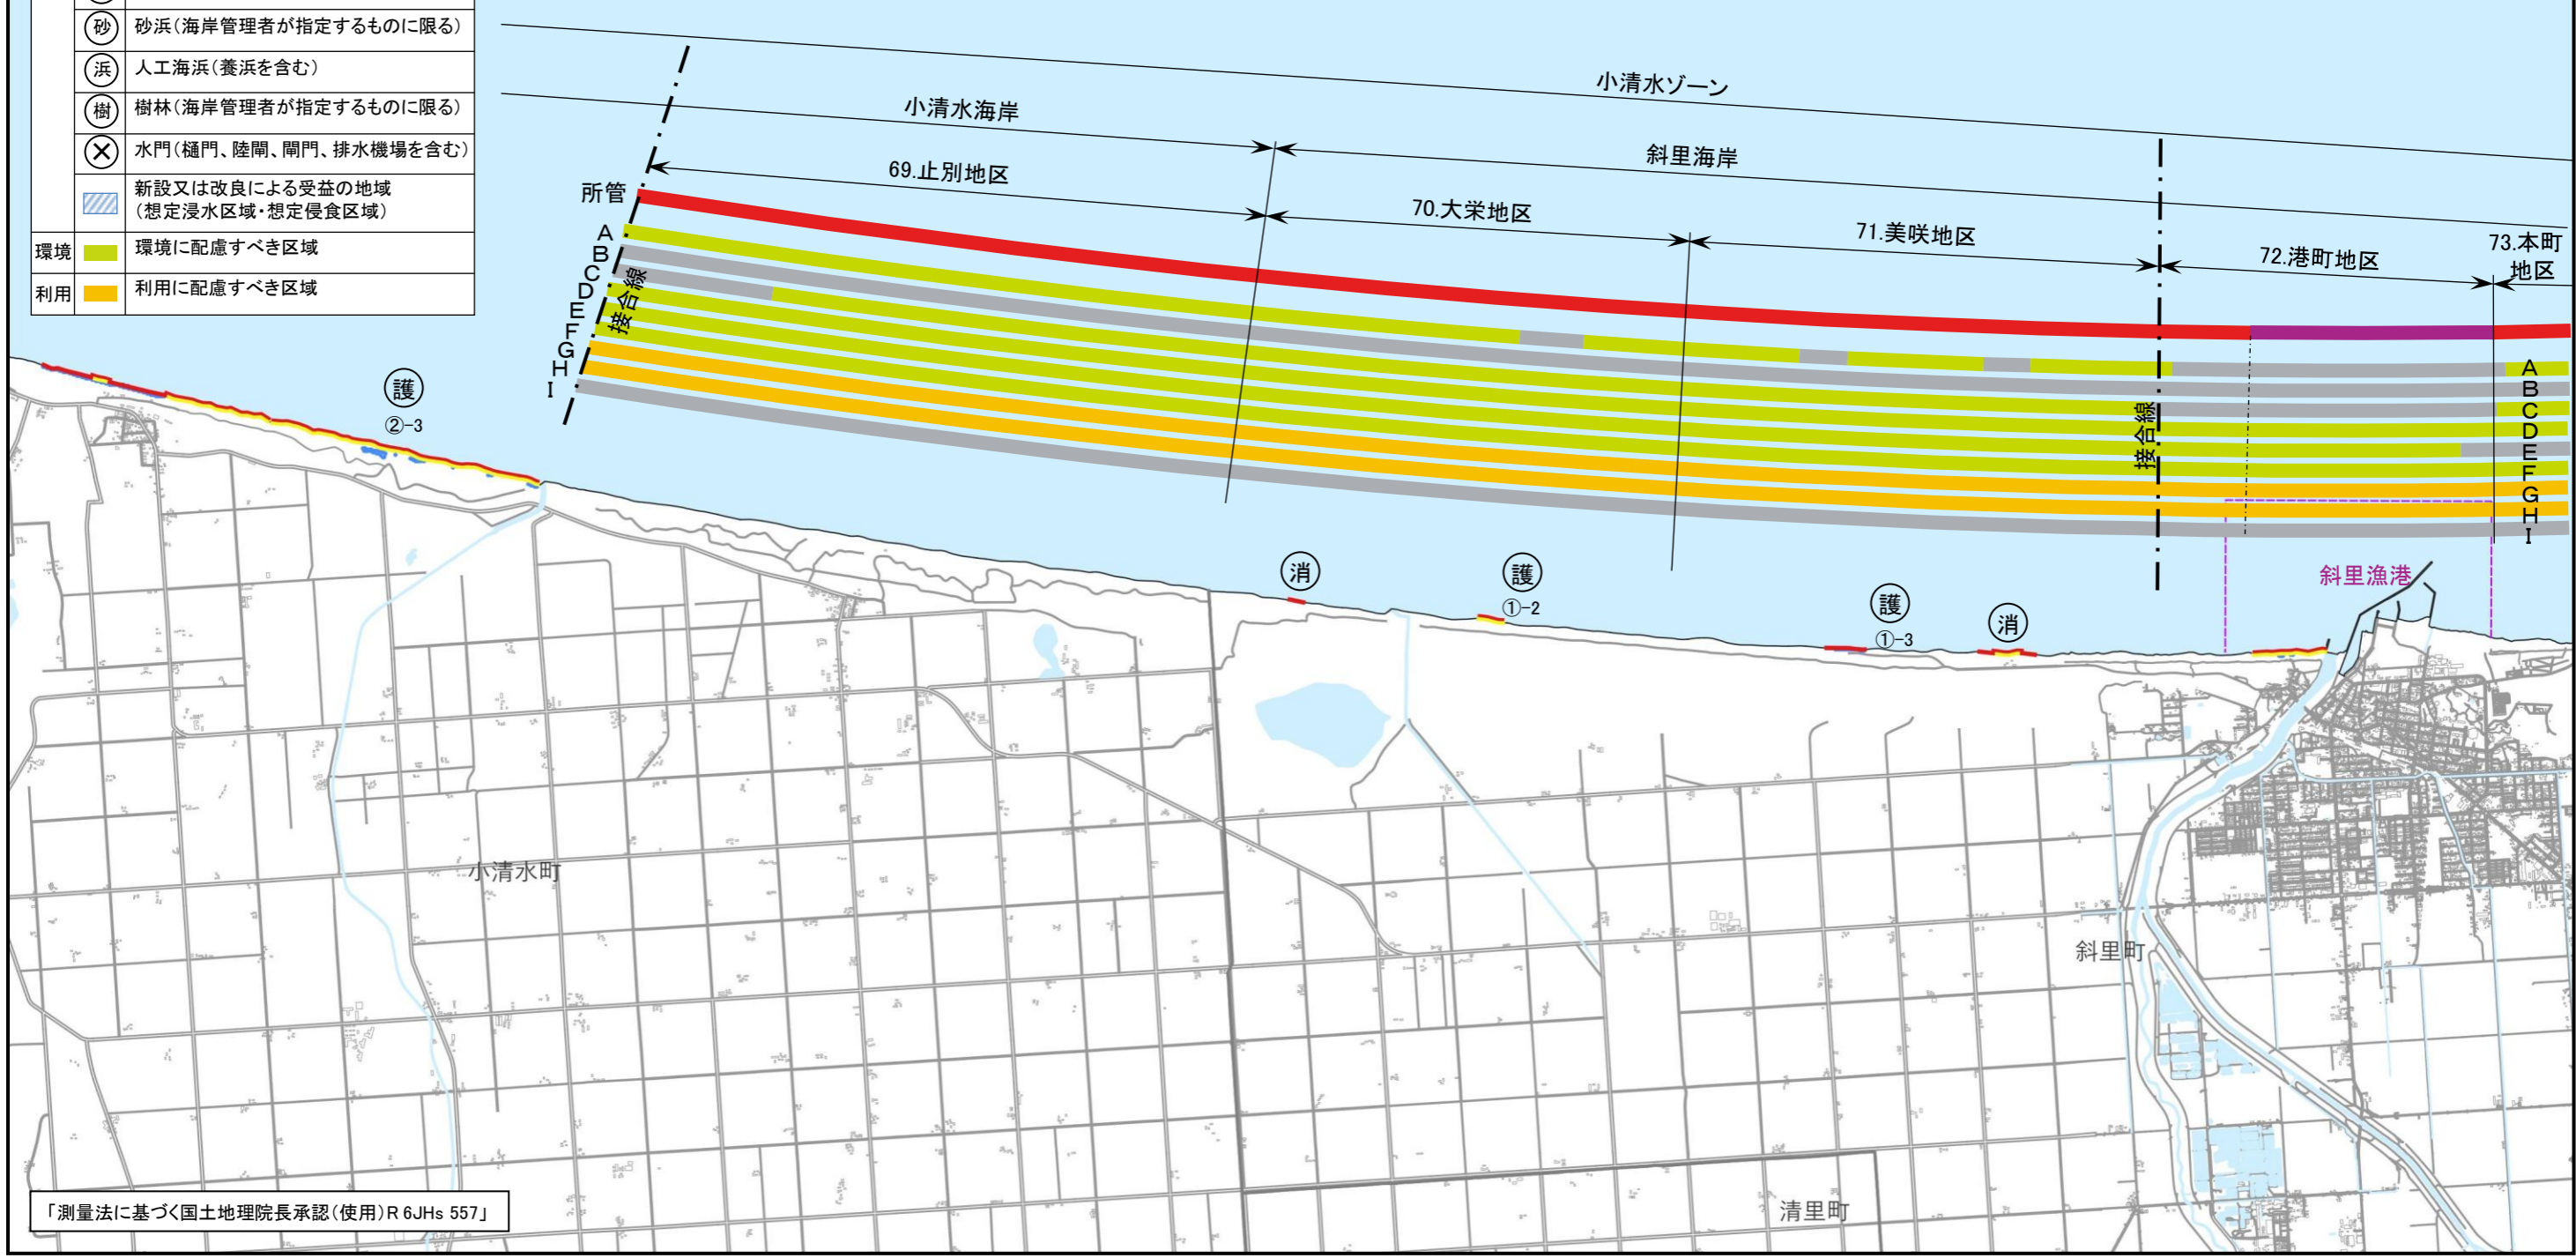 砂 砂浜(海岸管理者が指定するものに限る)
浜 人工海浜(養浜を含む)
樹 樹林(海岸管理者が指定するものに限る)
水門(樋門、陸閘、閘門、排水機場を含む)
新設又は改良による受益の地域
(想定浸水区域・想定侵食区域)
環境 環境に配慮すべき区域
利用 利用に配慮すべき区域
小清水ゾーン
小清水海岸
斜里海岸
69.止別地区
70.大栄地区
71.美咲地区
72.港町地区
73.本町
地区
所管
A
B
C
D
E
F
G
H
I
接合線
接合線
A
B
C
D
E
F
G
H
I
護
②-3
消
護
①-2
護
①-3
消
斜里漁港
小清水町
斜里町
清里町
「測量法に基づく国土地理院長承認(使用)R 6JHs 557」